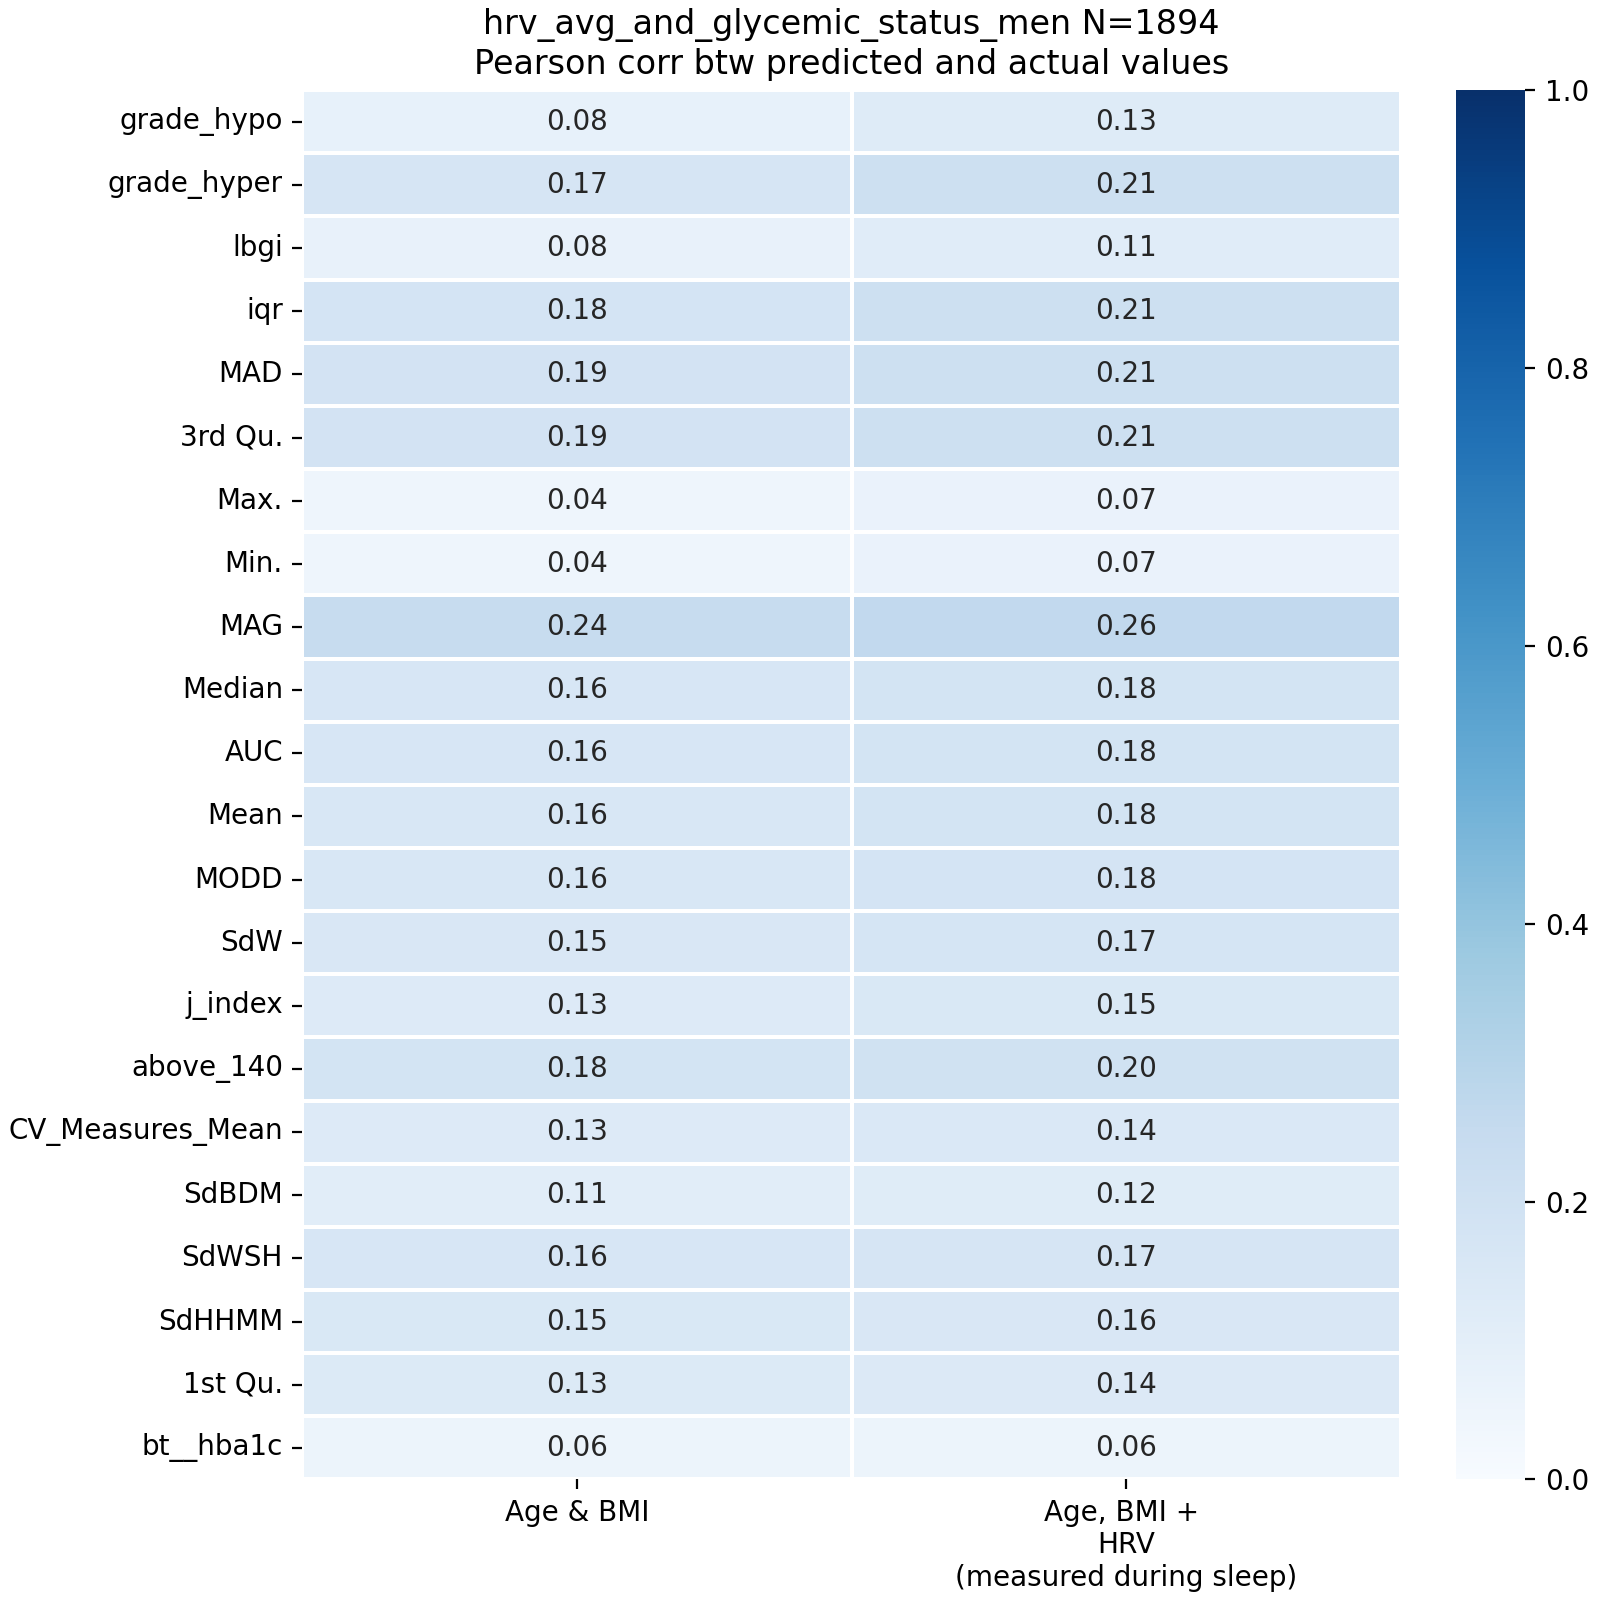 hrv_avg_and_glycemic_status_men N=1894
Pearson corr btw predicted and actual values
grade_hypo 0.08 0.13
grade_hyper 0.17 0.21
lbgi 0.08 0.11
iqr 0.18 0.21
MAD 0.19 0.21
3rd Qu. 0.19 0.21
Max. 0.04 0.07
Min. 0.04 0.07
MAG 0.24 0.26
Median 0.16 0.18
AUC 0.16 0.18
Mean 0.16 0.18
MODD 0.16 0.18
SdW 0.15 0.17
j_index 0.13 0.15
above_140 0.18 0.20
CV_Measures_Mean 0.13 0.14
SdBDM 0.11 0.12
SdWSH 0.16 0.17
SdHHMM 0.15 0.16
1st Qu. 0.13 0.14
bt__hba1c 0.06 0.06
Age & BMI
Age, BMI +
HRV
(measured during sleep)
1.0
0.8
0.6
0.4
0.2
0.0